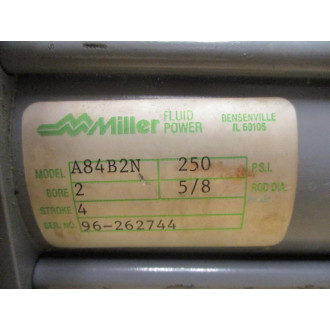 Miller FLUID POWER BENSENVILLE IL 60106
MODEL A84B2N 250 P.S.I.
BORE 2 5/8 ROD DIA.
STROKE 4
SERIAL NO. 96-262744